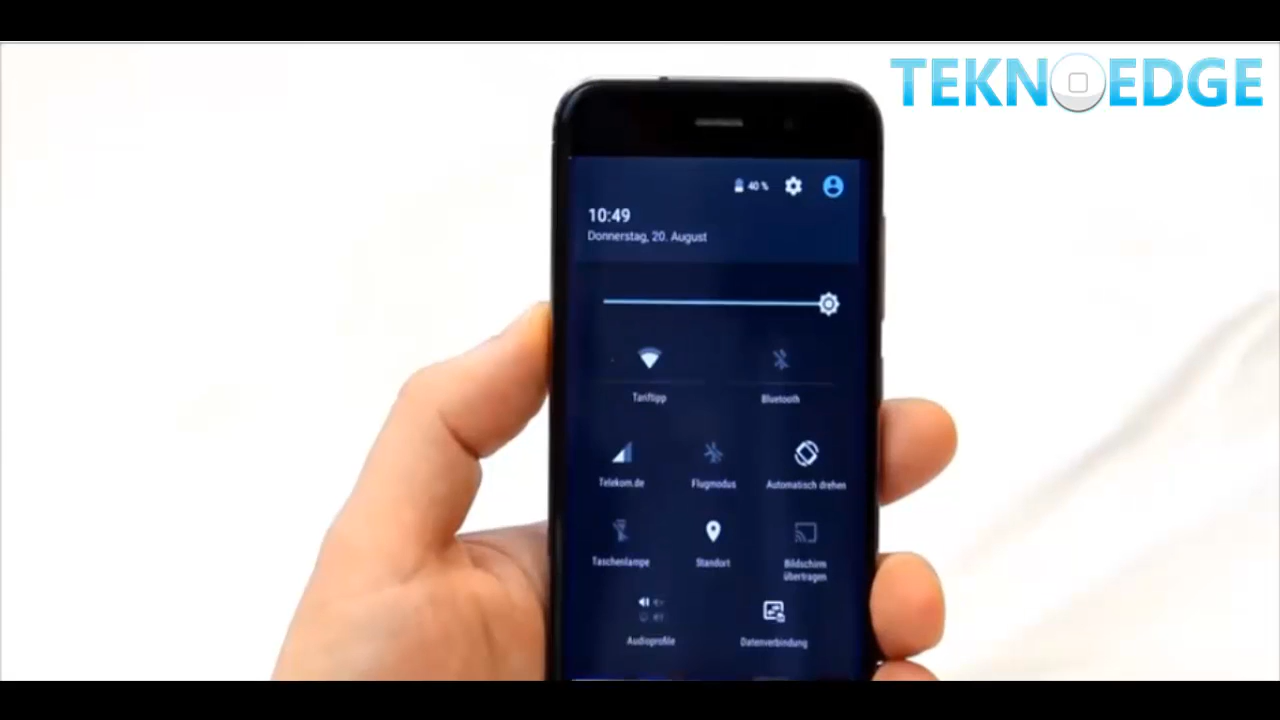 TEKNOEDGE
40 %
10:49
Donnerstag, 20. August
Tariftipp
Bluetooth
Telekom.de
Flugmodus
Automatisch drehen
Taschenlampe
Standort
Bildschirm
übertragen
Audioprofile
Datenverbindung